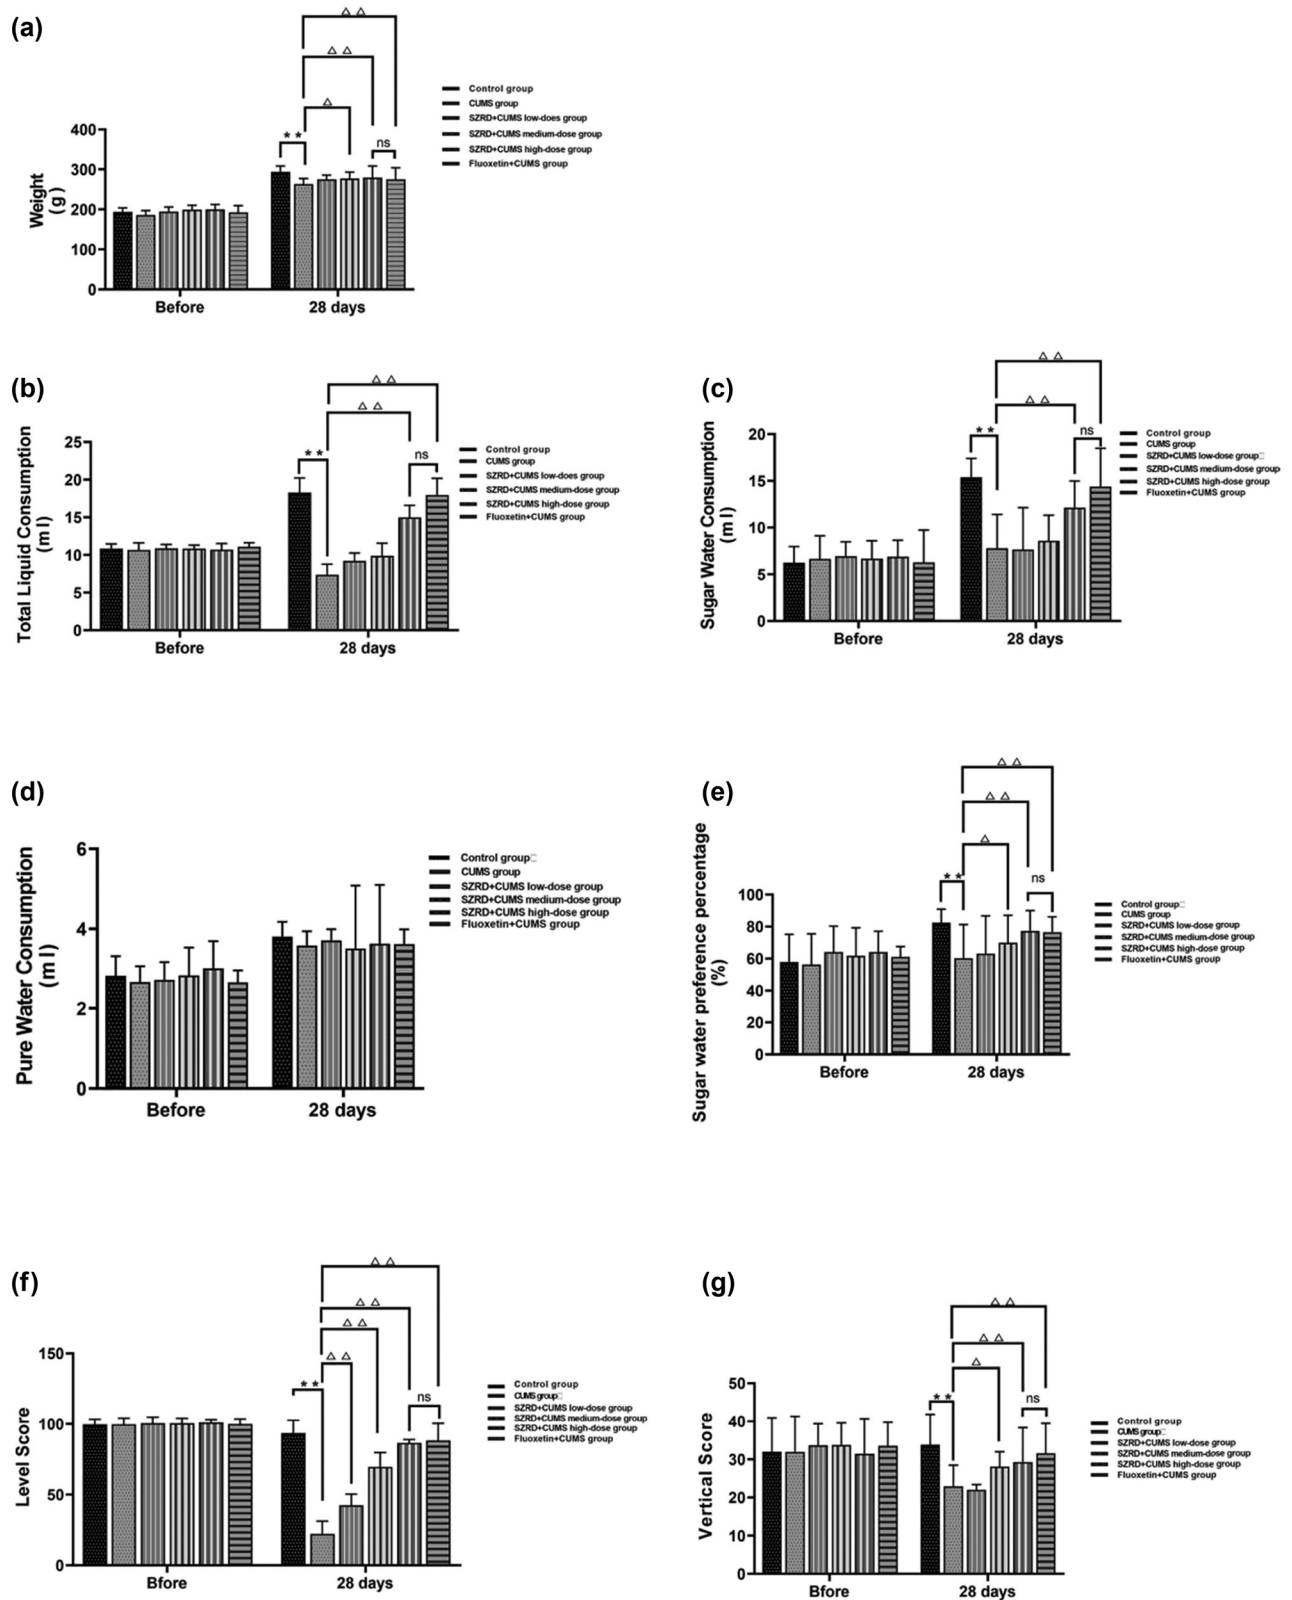 (a)
△ △
△ △
△
* *
ns
Control group
CUMS group
SZRD+CUMS low-does group
SZRD+CUMS medium-dose group
SZRD+CUMS high-dose group
Fluoxetin+CUMS group
Weight
(g)
400
300
200
100
0
Before
28 days
(b)
△ △
△ △
* *
ns
Control group
CUMS group
SZRD+CUMS low-does group
SZRD+CUMS medium-dose group
SZRD+CUMS high-dose group
Fluoxetin+CUMS group
Total Liquid Consumption
(ml)
25
20
15
10
5
0
Before
28 days
(c)
△ △
△ △
* *
ns
Control group
CUMS group
SZRD+CUMS low-dose group□
SZRD+CUMS medium-dose group
SZRD+CUMS high-dose group
Fluoxetin+CUMS group
Sugar Water Consumption
(ml)
20
15
10
5
0
Before
28 days
(d)
Control group□
CUMS group
SZRD+CUMS low-dose group
SZRD+CUMS medium-dose group
SZRD+CUMS high-dose group
Fluoxetin+CUMS group
Pure Water Consumption
(ml)
6
4
2
0
Before
28 days
(e)
△ △
△ △
△
* *
ns
Control group□
CUMS group
SZRD+CUMS low-dose group
SZRD+CUMS medium-dose group
SZRD+CUMS high-dose group
Fluoxetin+CUMS group
Sugar water preference percentage
(%)
100
80
60
40
20
0
Before
28 days
(f)
△ △
△ △
△ △
△ △
* *
ns
Control group
CUMS group□
SZRD+CUMS low-dose group
SZRD+CUMS medium-dose group
SZRD+CUMS high-dose group
Fluoxetin+CUMS group
Level Score
150
100
50
0
Bfore
28 days
(g)
△ △
△ △
△
* *
ns
Control group
CUMS group□
SZRD+CUMS low-dose group
SZRD+CUMS medium-dose group
SZRD+CUMS high-dose group
Fluoxetin+CUMS group
Vertical Score
50
40
30
20
10
0
Bfore
28 days